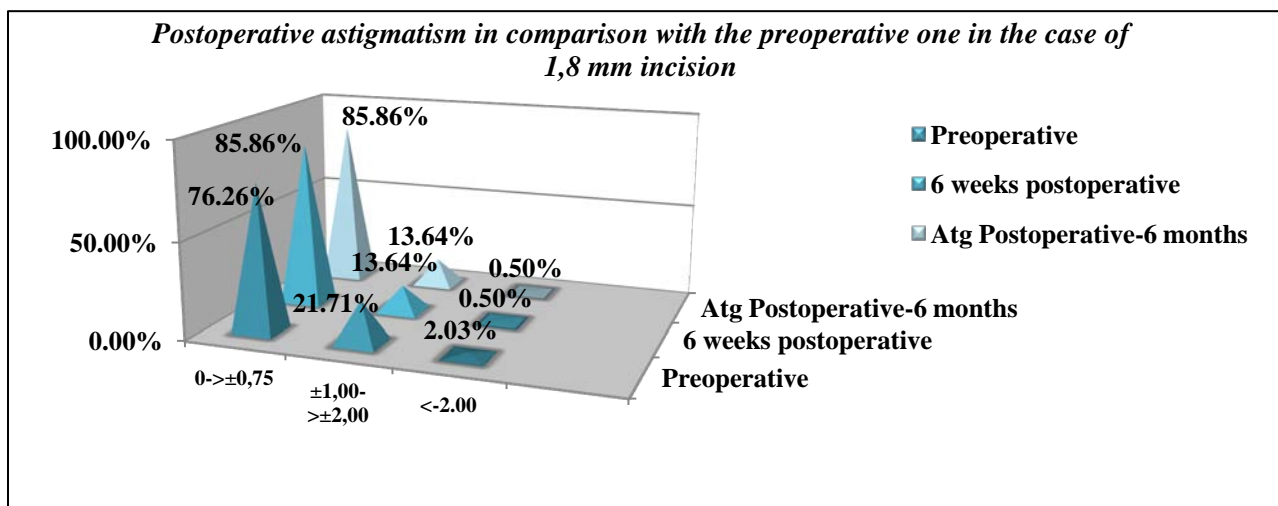 Postoperative astigmatism in comparison with the preoperative one in the case of
1,8 mm incision
100.00%
50.00%
0.00%
76.26%
85.86%
85.86%
21.71%
13.64%
13.64%
2.03%
0.50%
0.50%
0->±0,75
±1,00-
>±2,00
<-2.00
Preoperative
6 weeks postoperative
Atg Postoperative-6 months
Preoperative
6 weeks postoperative
Atg Postoperative-6 months